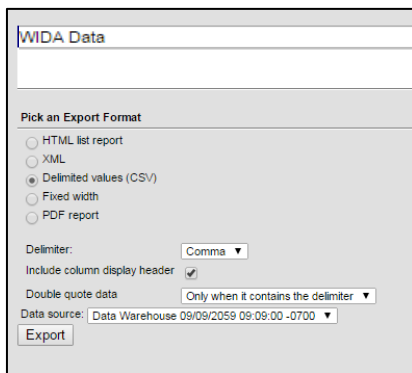 WIDA Data
Pick an Export Format
HTML list report
XML
Delimited values (CSV)
Fixed width
PDF report
Delimiter: Comma ▼
Include column display header
Double quote data Only when it contains the delimiter ▼
Data source: Data Warehouse 09/09/2059 09:09:00 -0700 ▼
Export